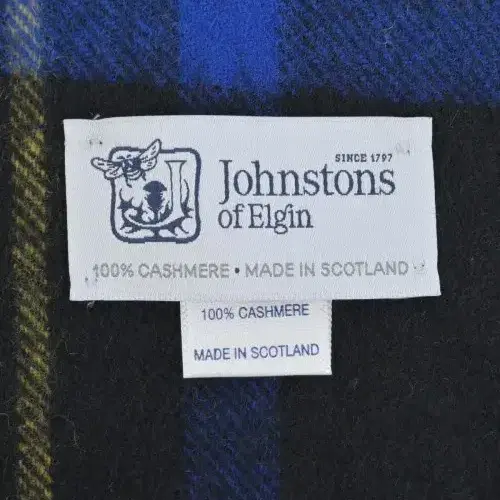 SINCE 1797
Johnstons
of Elgin
100% CASHMERE • MADE IN SCOTLAND
100% CASHMERE
MADE IN SCOTLAND